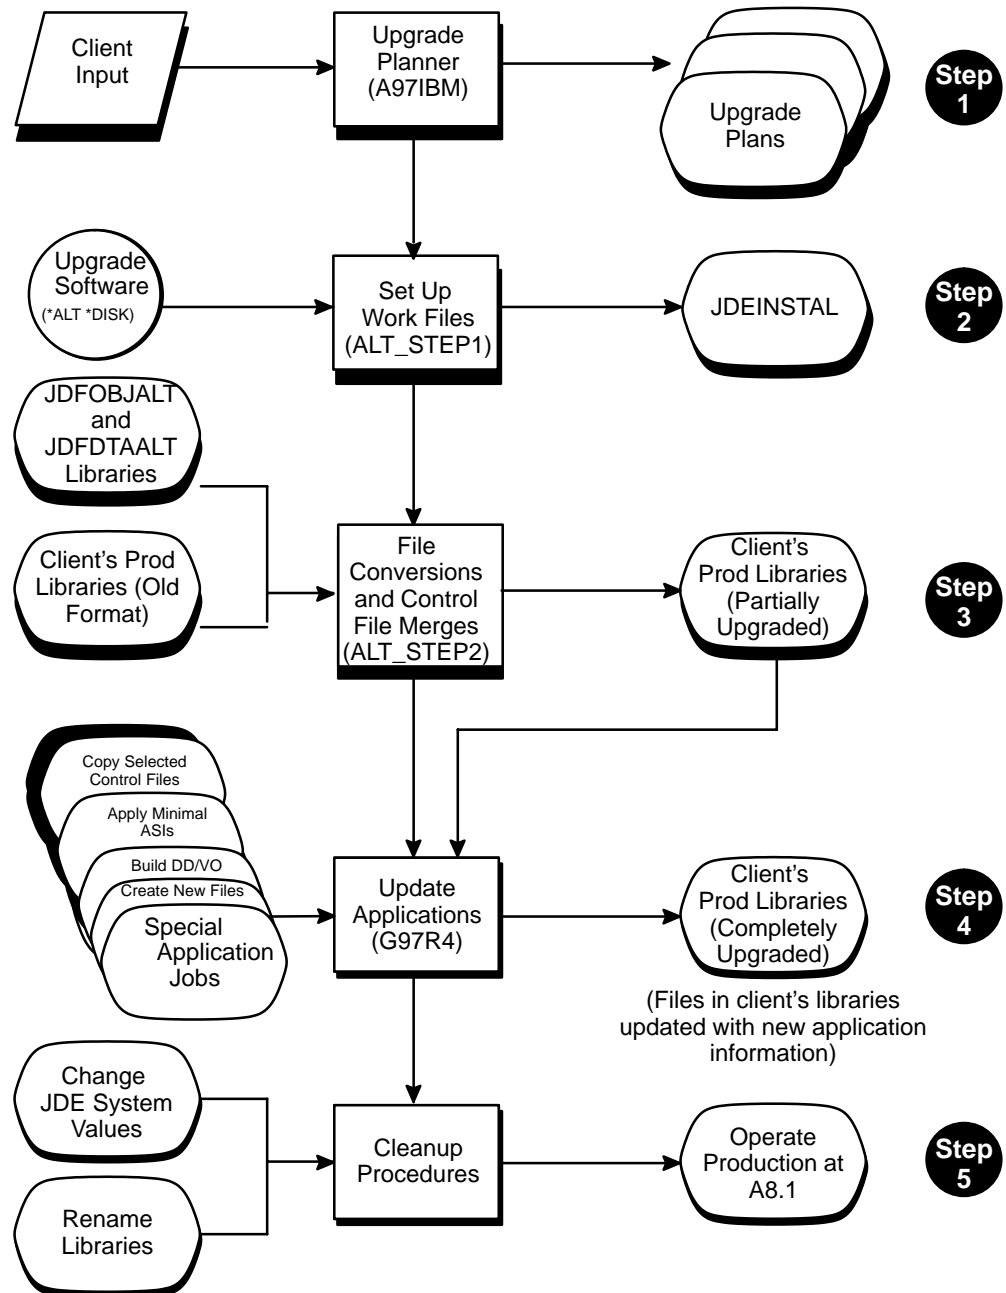 Client
Input
Upgrade
Planner
(A97IBM)
Upgrade
Plans
Step
1
Upgrade
Software
(*ALT *DISK)
Set Up
Work Files
(ALT_STEP1)
JDEINSTAL
Step
2
JDFOBJALT
and
JDFDTAALT
Libraries
Client's Prod
Libraries (Old
Format)
File
Conversions
and Control
File Merges
(ALT_STEP2)
Client's
Prod Libraries
(Partially
Upgraded)
Step
3
Copy Selected
Control Files
Apply Minimal
ASIs
Build DD/VO
Create New Files
Special
Application
Jobs
Update
Applications
(G97R4)
Client's
Prod Libraries
(Completely
Upgraded)
Step
4
(Files in client's libraries
updated with new application
information)
Change
JDE System
Values
Rename
Libraries
Cleanup
Procedures
Operate
Production at
A8.1
Step
5